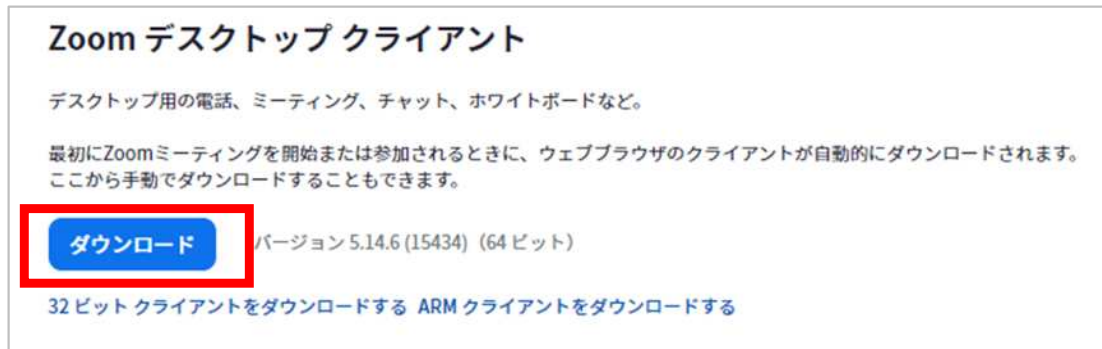 Zoom デスクトップ クライアント
デスクトップ用の電話、ミーティング、チャット、ホワイトボードなど。
最初にZoomミーティングを開始または参加されるときに、ウェブブラウザのクライアントが自動的にダウンロードされます。
ここから手動でダウンロードすることもできます。
ダウンロード バージョン 5.14.6 (15434)（64 ビット）
32 ビット クライアントをダウンロードする ARM クライアントをダウンロードする